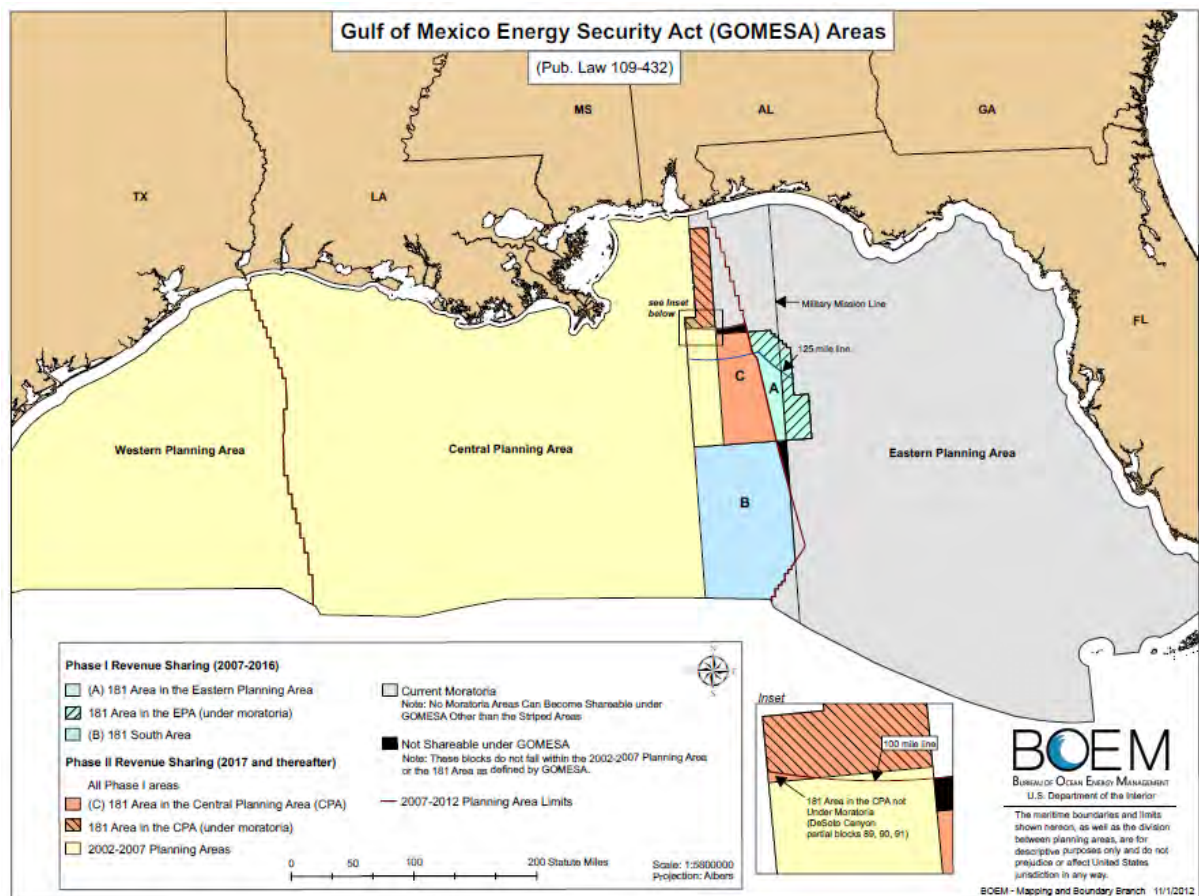 Gulf of Mexico Energy Security Act (GOMESA) Areas
(Pub. Law 109-432)
MS
AL
GA
TX
LA
FL
see Inset
below
Military Mission Line
125 mile line
C
A
Western Planning Area
Central Planning Area
Eastern Planning Area
B
Phase I Revenue Sharing (2007-2016)
(A) 181 Area in the Eastern Planning Area
181 Area in the EPA (under moratoria)
(B) 181 South Area
Phase II Revenue Sharing (2017 and thereafter)
All Phase I areas
(C) 181 Area in the Central Planning Area (CPA)
181 Area in the CPA (under moratoria)
2002-2007 Planning Areas
N
S
Current Moratoria
Note: No Moratoria Areas Can Become Shareable under
GOMESA Other than the Striped Areas
Not Shareable under GOMESA
Note: These blocks do not fall within the 2002-2007 Planning Area
or the 181 Area as defined by GOMESA.
2007-2012 Planning Area Limits
0 50 100 200 Statute Miles
Scale: 1:5800000
Projection: Albers
Inset
100 mile line
181 Area in the CPA not
Under Moratoria
(DeSoto Canyon
partial blocks 89, 90, 91)
BOEM
BUREAU OF OCEAN ENERGY MANAGEMENT
U.S. Department of the Interior
The maritime boundaries and limits
shown hereon, as well as the division
between planning areas, are for
descriptive purposes only and do not
prejudice or affect United States
jurisdiction in any way.
BOEM - Mapping and Boundary Branch 11/1/2012